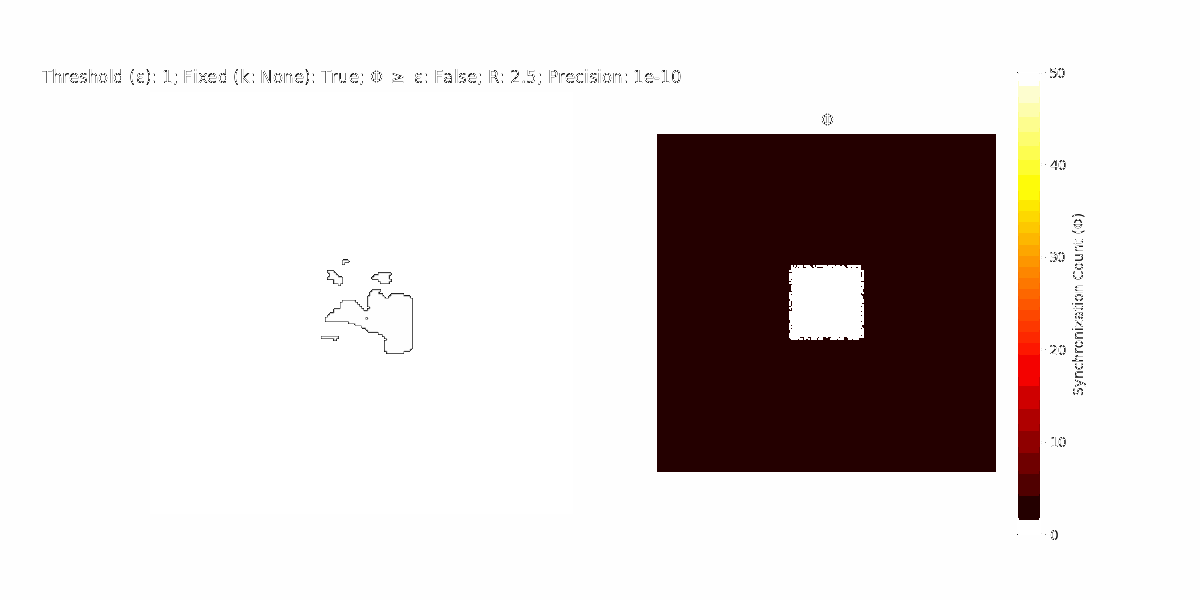 Threshold (ε): 1; Fixed (k: None): True; Φ ≥ ε: False; R: 2.5; Precision: 1e-10
Φ
50
40
30
20
10
0
Synchronization Count (Φ)